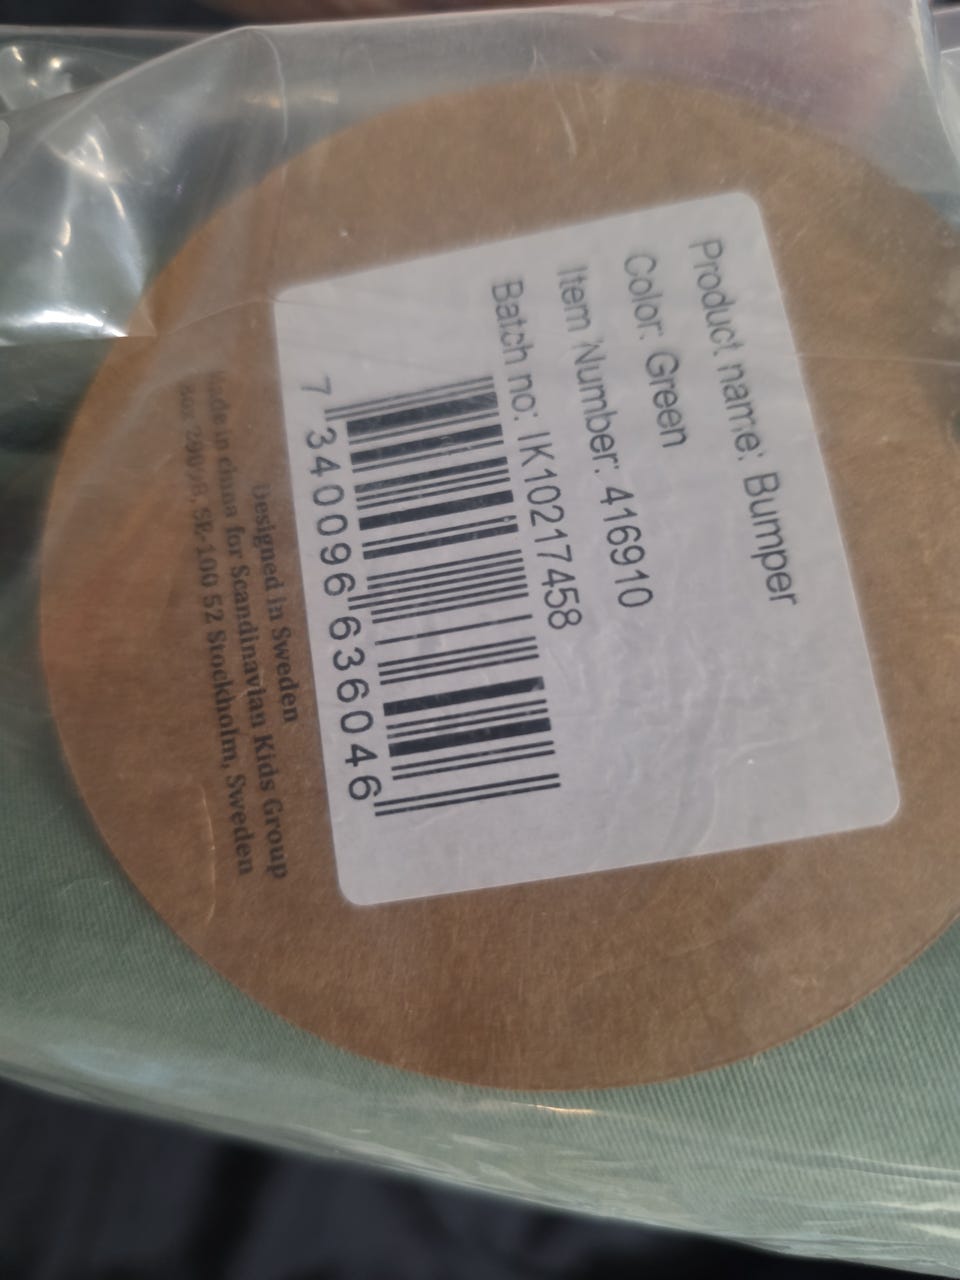 Product name: Bumper
Color: Green
Item Number: 416910
Batch no: IK10217458
7 340096 636046
Designed in Sweden
Made in china for Scandinavian Kids Group
SE-100 52 Stockholm, Sweden